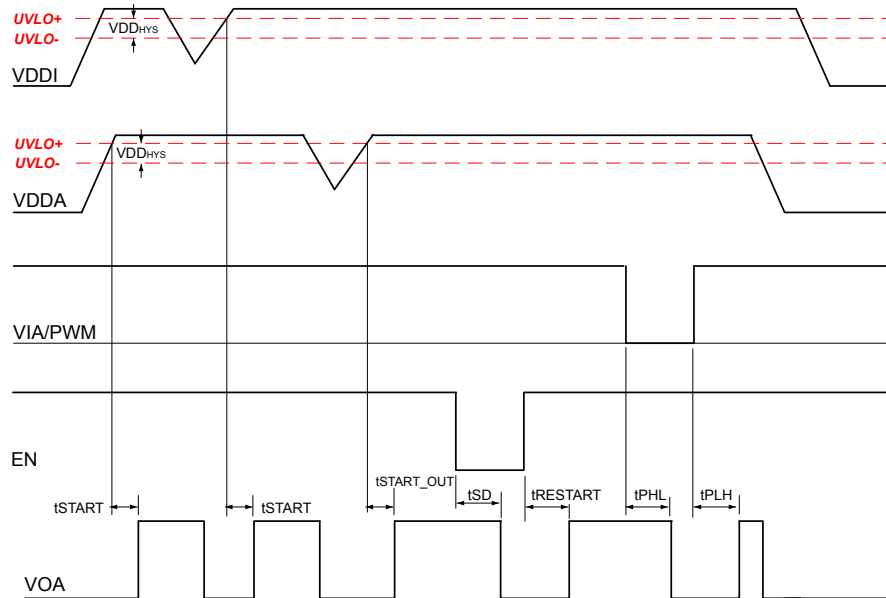 UVLO+
VDDHYS
UVLO-
VDDI
UVLO+
VDDHYS
UVLO-
VDDA
VIA/PWM
EN
tSTART
tSTART
tSTART_OUT
tSD
tRESTART
tPHL
tPLH
VOA